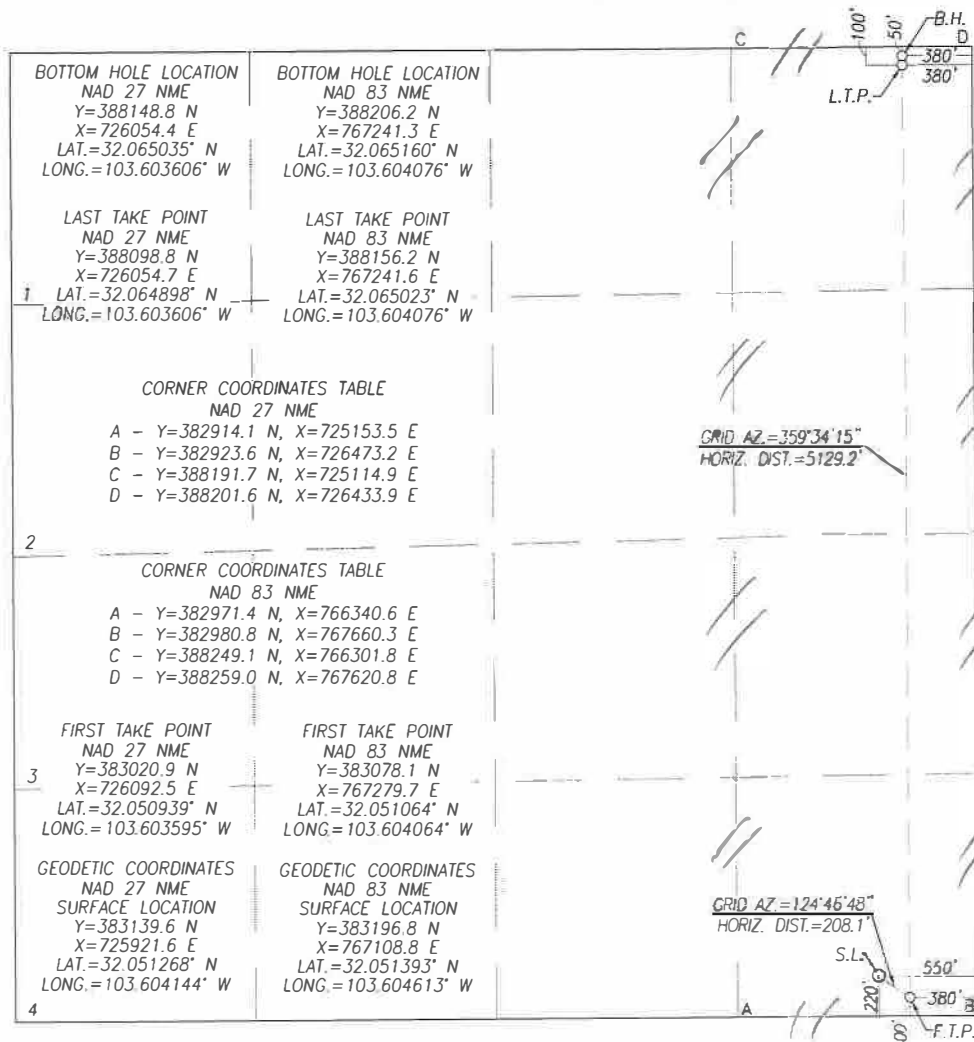 BOTTOM HOLE LOCATION
NAD 27 NME
Y=388148.8 N
X=726054.4 E
LAT.=32.065035° N
LONG.=103.603606° W
BOTTOM HOLE LOCATION
NAD 83 NME
Y=388206.2 N
X=767241.3 E
LAT.=32.065160° N
LONG.=103.604076° W
LAST TAKE POINT
NAD 27 NME
Y=388098.8 N
X=726054.7 E
LAT.=32.064898° N
LONG.=103.603606° W
LAST TAKE POINT
NAD 83 NME
Y=388156.2 N
X=767241.6 E
LAT.=32.065023° N
LONG.=103.604076° W
1
CORNER COORDINATES TABLE
NAD 27 NME
A - Y=382914.1 N, X=725153.5 E
B - Y=382923.6 N, X=726473.2 E
C - Y=388191.7 N, X=725114.9 E
D - Y=388201.6 N, X=726433.9 E
2
CORNER COORDINATES TABLE
NAD 83 NME
A - Y=382971.4 N, X=766340.6 E
B - Y=382980.8 N, X=767660.3 E
C - Y=388249.1 N, X=766301.8 E
D - Y=388259.0 N, X=767620.8 E
FIRST TAKE POINT
NAD 27 NME
Y=383020.9 N
X=726092.5 E
LAT.=32.050939° N
LONG.=103.603595° W
FIRST TAKE POINT
NAD 83 NME
Y=383078.1 N
X=767279.7 E
LAT.=32.051064° N
LONG.=103.604064° W
3
GEODETIC COORDINATES
NAD 27 NME
SURFACE LOCATION
Y=383139.6 N
X=725921.6 E
LAT.=32.051268° N
LONG.=103.604144° W
GEODETIC COORDINATES
NAD 83 NME
SURFACE LOCATION
Y=383196.8 N
X=767108.8 E
LAT.=32.051393° N
LONG.=103.604613° W
4
C
100'
50'
B.H.
D
380'
380'
L.T.P.
GRID AZ.=359°34'15"
HORIZ. DIST.=5129.2'
GRID AZ.=124°46'48"
HORIZ. DIST.=208.1'
S.L.
550'
220'
380'
A
B
F.T.P.